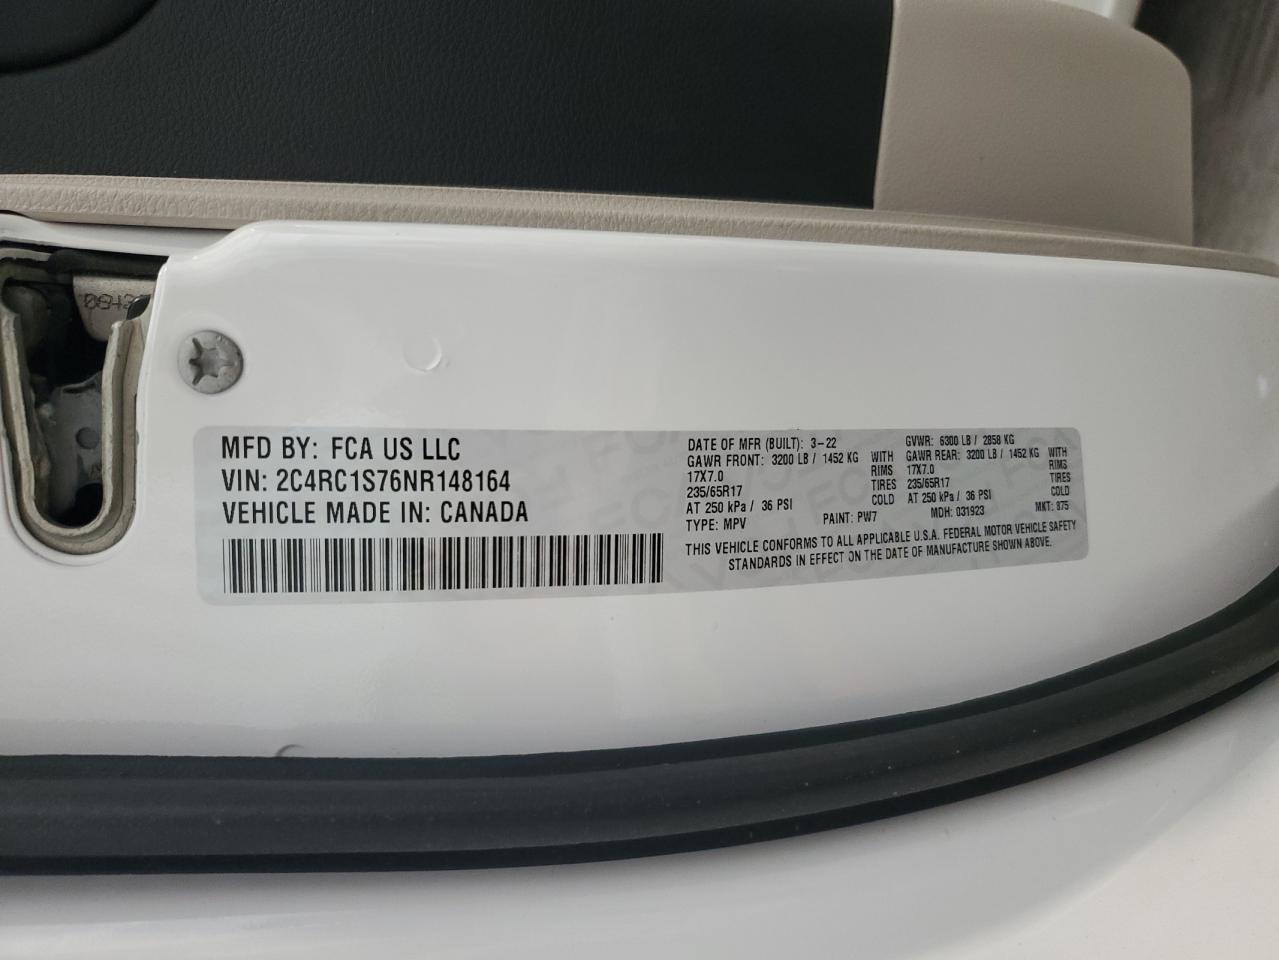 MFD BY: FCA US LLC
VIN: 2C4RC1S76NR148164
VEHICLE MADE IN: CANADA
DATE OF MFR (BUILT): 3-22 GVWR: 6300 LB / 2858 KG
GAWR FRONT: 3200 LB / 1452 KG WITH GAWR REAR: 3200 LB / 1452 KG WITH
17X7.0 RIMS 17X7.0 RIMS
235/65R17 TIRES 235/65R17 TIRES
AT 250 kPa / 36 PSI COLD AT 250 kPa / 36 PSI COLD
TYPE: MPV PAINT: PW7 MDH: 031923 MKT: 875
THIS VEHICLE CONFORMS TO ALL APPLICABLE U.S.A. FEDERAL MOTOR VEHICLE SAFETY
STANDARDS IN EFFECT ON THE DATE OF MANUFACTURE SHOWN ABOVE.